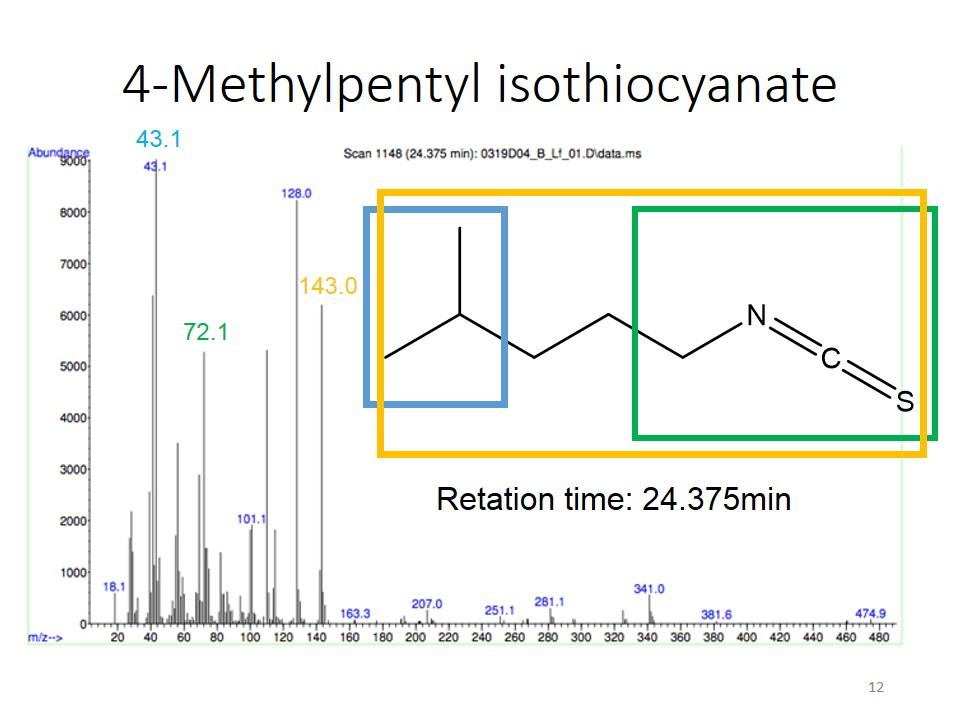 4-Methylpentyl isothiocyanate
43.1
Abundance
Scan 1148 (24.375 min): 0319D04_B_Lf_01.D\data.ms
9000
43.1
128.0
8000
7000
143.0
6000
72.1
N
5000
C
S
4000
3000
Retation time: 24.375min
2000
101.1
1000
18.1
163.3
207.0
251.1
281.1
341.0
381.6
474.9
0
m/z-->
20 40 60 80 100 120 140 160 180 200 220 240 260 280 300 320 340 360 380 400 420 440 460 480
12